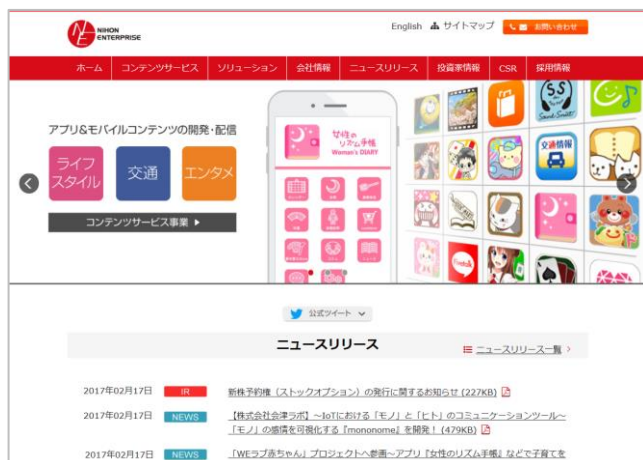 NIHON
ENTERPRISE
English サイトマップ お問い合わせ
ホーム コンテンツサービス ソリューション 会社情報 ニュースリリース 投資家情報 CSR 採用情報
アプリ&モバイルコンテンツの開発・配信
ライフ
スタイル
交通
エンタメ
コンテンツサービス事業 ▶
女性の
リズム手帳
Woman's DIARY
S.S
交通情報
公式ツイート
ニュースリリース
ニュースリリース一覧
2017年02月17日 IR 新株予約権（ストックオプション）の発行に関するお知らせ (227KB)
2017年02月17日 NEWS 【株式会社会津ラボ】～IoTにおける「モノ」と「ヒト」のコミュニケーションツール～
「モノ」の感情を可視化する『mononome』を開発！ (479KB)
2017年02月17日 NEWS 「WEラブ赤ちゃん」プロジェクトへ参画～アプリ『女性のリズム手帳』などで子育てを